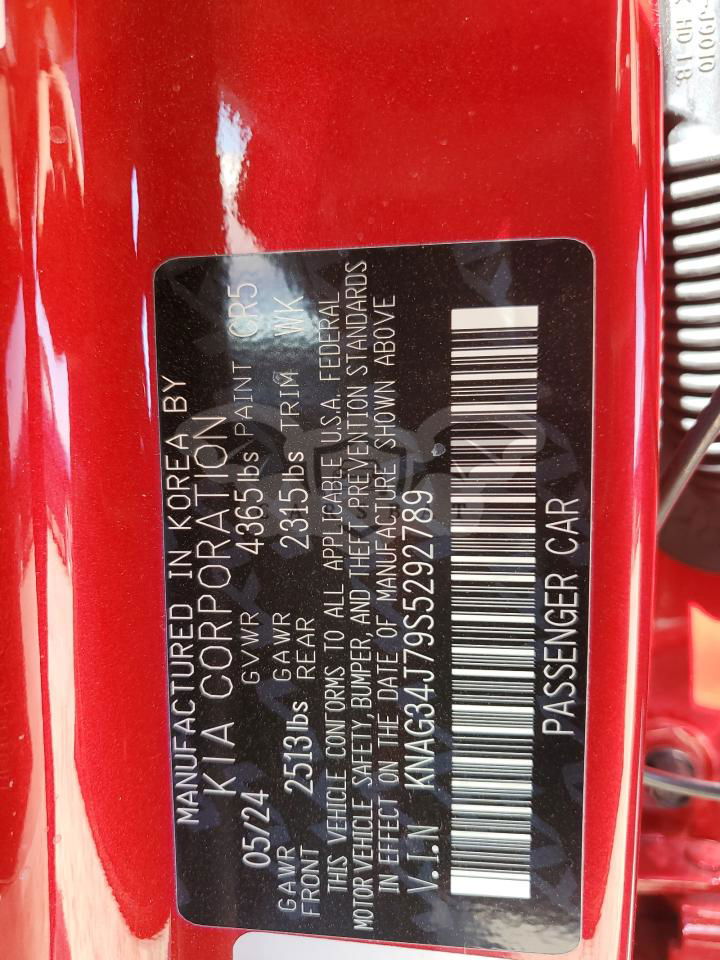 MANUFACTURED IN KOREA BY
KIA CORPORATION
05/24 GVWR 4365lbs PAINT CR5
GAWR FRONT 2513lbs GAWR REAR 2315lbs TRIM WK
THIS VEHICLE CONFORMS TO ALL APPLICABLE U.S.A. FEDERAL
MOTOR VEHICLE SAFETY, BUMPER, AND THEFT PREVENTION STANDARDS
IN EFFECT ON THE DATE OF MANUFACTURE SHOWN ABOVE
V.I.N KNAG34J79S5292789
PASSENGER CAR
-J9010